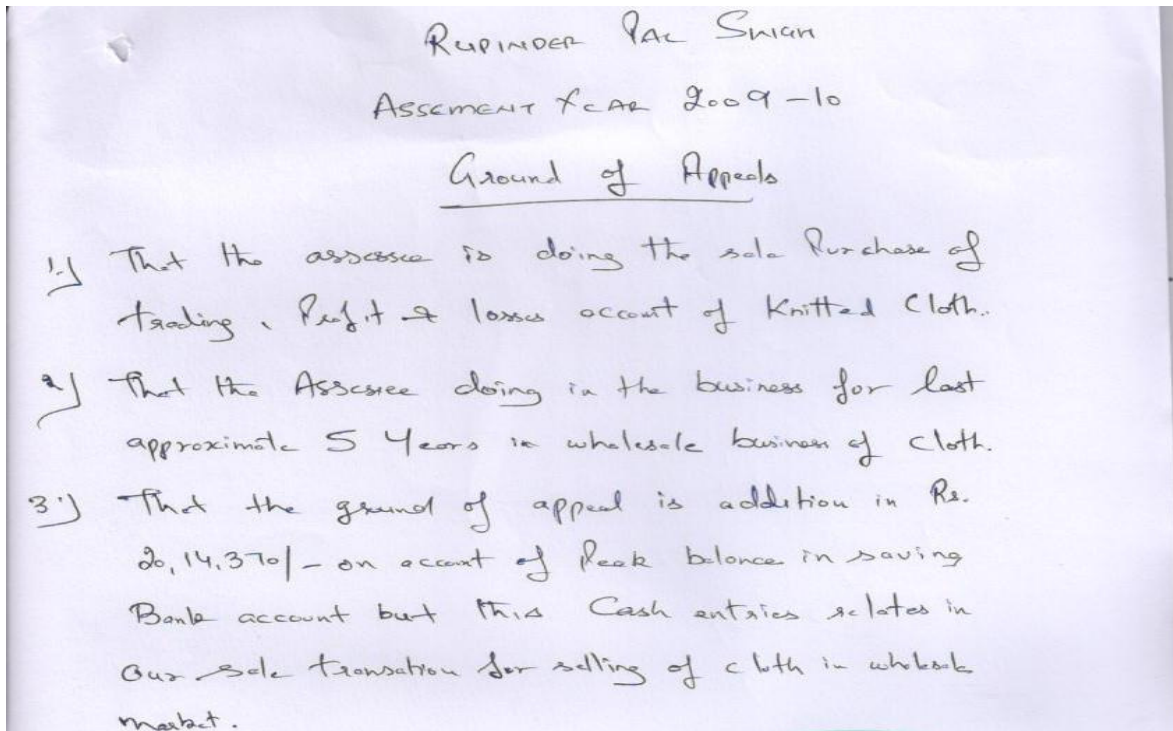 RUPINDER PAL SINGH
ASSEMENT YEAR 2009-10
Ground of Appeals
1.) That the assessee is doing the sale Purchase of
trading, Profit & losses account of Knitted Cloth.
2) That the Assessee doing in the business for last
approximate 5 Years in wholesale business of cloth.
3.) That the ground of appeal is addition in Rs.
20,14,370/- on account of Peak balance in saving
Bank account but this Cash entries relates in
Our Sale transation for selling of cloth in wholesale
market.